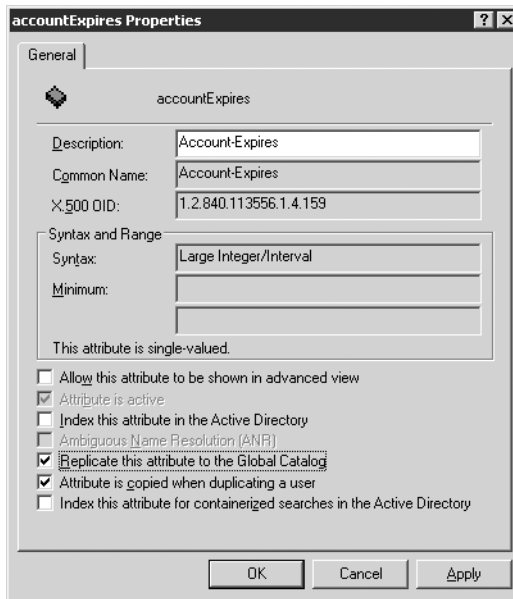 accountExpires Properties
General
accountExpires
Description: Account-Expires
Common Name: Account-Expires
X.500 OID: 1.2.840.113556.1.4.159
Syntax and Range
Syntax: Large Integer/Interval
Minimum:
This attribute is single-valued.
Allow this attribute to be shown in advanced view
Attribute is active
Index this attribute in the Active Directory
Ambiguous Name Resolution (ANR)
Replicate this attribute to the Global Catalog
Attribute is copied when duplicating a user
Index this attribute for containerized searches in the Active Directory
OK Cancel Apply